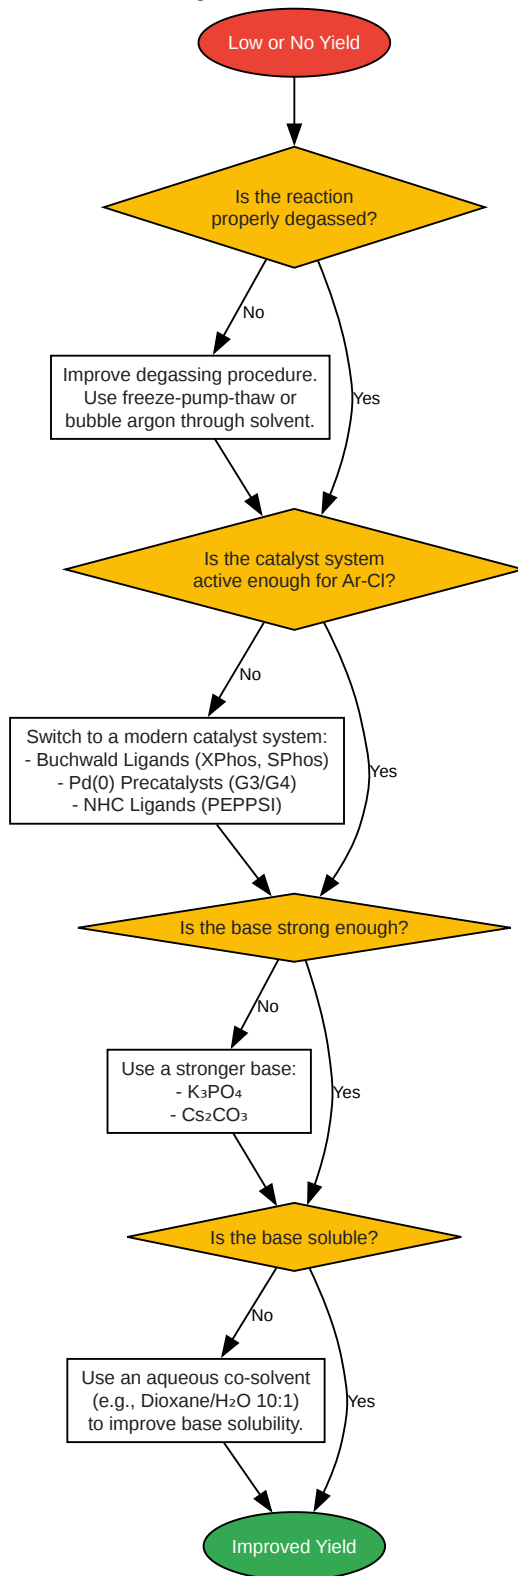 Low or No Yield
Is the reaction
properly degassed?
No
Improve degassing procedure.
Use freeze-pump-thaw or
bubble argon through solvent.
Yes
Is the catalyst system
active enough for Ar-Cl?
No
Switch to a modern catalyst system:
- Buchwald Ligands (XPhos, SPhos)
- Pd(0) Precatalysts (G3/G4)
- NHC Ligands (PEPPSI)
Yes
Is the base strong enough?
No
Use a stronger base:
- K₃PO₄
- Cs₂CO₃
Yes
Is the base soluble?
No
Use an aqueous co-solvent
(e.g., Dioxane/H₂O 10:1)
to improve base solubility.
Yes
Improved Yield